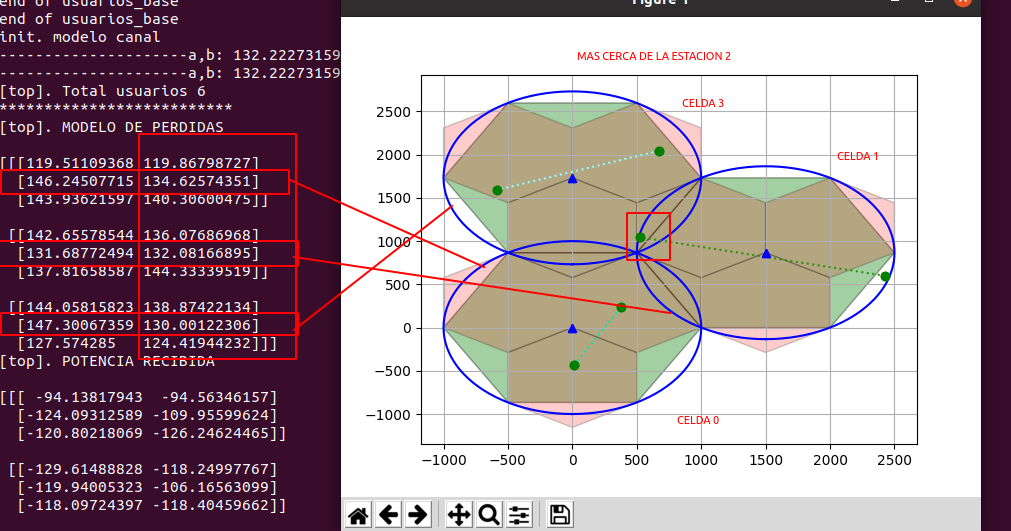 end of usuarios_base
end of usuarios_base
init. modelo canal
----------------------a,b: 132.22273159
----------------------a,b: 132.22273159
[top]. Total usuarios 6
**************************
[top]. MODELO DE PERDIDAS
[[[119.51109368 119.86798727]
[146.24507715 134.62574351]
[143.93621597 140.30600475]]
[[142.65578544 136.07686968]
[131.68772494 132.08166895]
[137.81658587 144.33339519]]
[[144.05815823 138.87422134]
[147.30067359 130.00122306]
[127.574285 124.41944232]]]
[top]. POTENCIA RECIBIDA
[[[ -94.13817943 -94.56346157]
[-124.09312589 -109.95599624]
[-120.80218069 -126.24624465]]
[[-129.61488828 -118.24997767]
[-119.94005323 -106.16563099]
[-118.09724397 -118.40459662]]
Figure 1
MAS CERCA DE LA ESTACION 2
CELDA 3
CELDA 1
CELDA 0
2500
2000
1500
1000
500
0
−500
−1000
−1000 −500 0 500 1000 1500 2000 2500